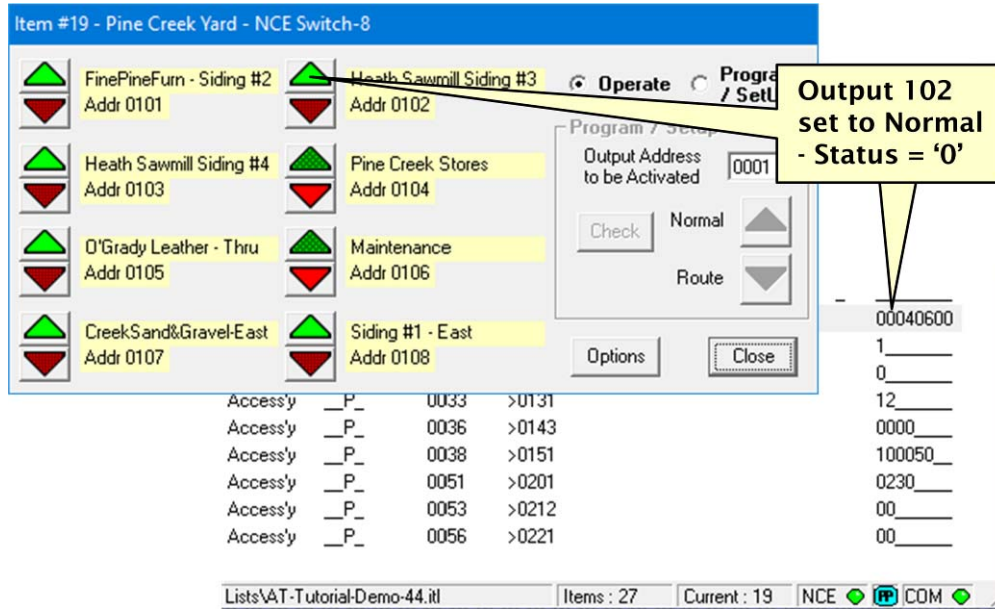 Item #19 - Pine Creek Yard - NCE Switch-8
FinePineFurn - Siding #2
Addr 0101
Heath Sawmill Siding #3
Addr 0102
Heath Sawmill Siding #4
Addr 0103
Pine Creek Stores
Addr 0104
O'Grady Leather - Thru
Addr 0105
Maintenance
Addr 0106
CreekSand&Gravel-East
Addr 0107
Siding #1 - East
Addr 0108
Operate
Program / Setup
Output Address
to be Activated
0001
Check
Normal
Route
Options
Close
Output 102
set to Normal
- Status = ‘0’
00040600
1_______
0_______
Access'y __P_ 0033 >0131 12______
Access'y __P_ 0036 >0143 0000____
Access'y __P_ 0038 >0151 100050__
Access'y __P_ 0051 >0201 0230____
Access'y __P_ 0053 >0212 00______
Access'y __P_ 0056 >0221 00______
Lists\AT-Tutorial-Demo-44.itl
Items : 27
Current : 19
NCE
PP
COM